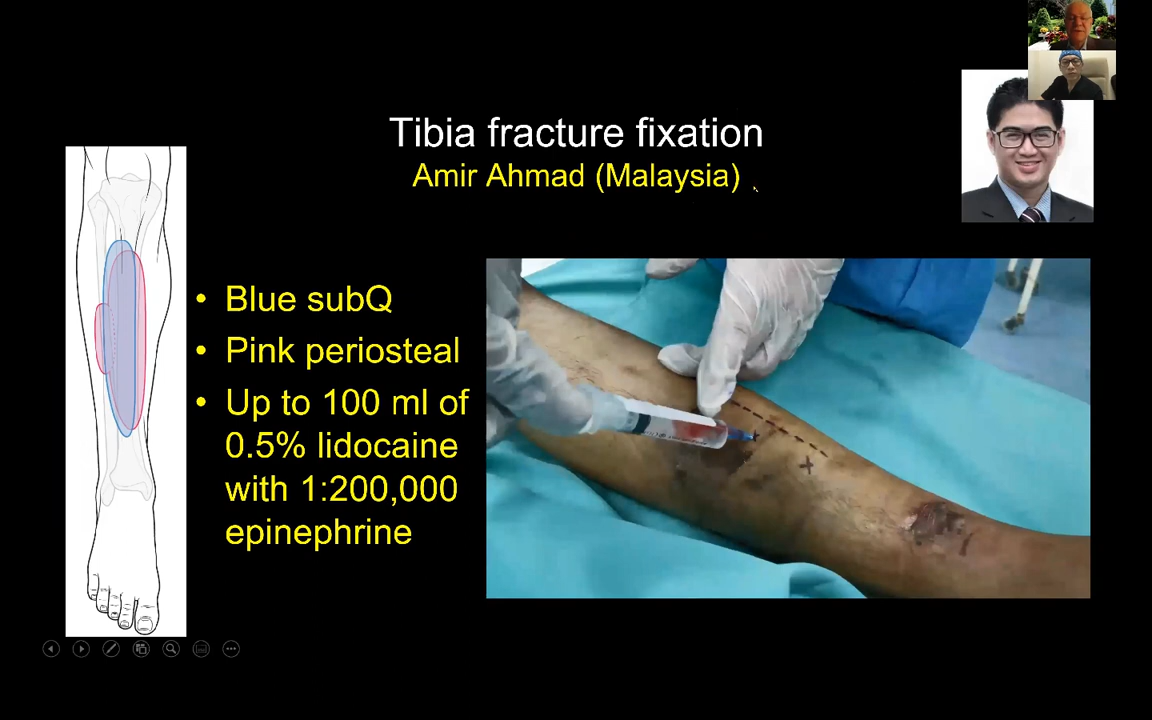 Tibia fracture fixation
Amir Ahmad (Malaysia)
• Blue subQ
• Pink periosteal
• Up to 100 ml of
0.5% lidocaine
with 1:200,000
epinephrine